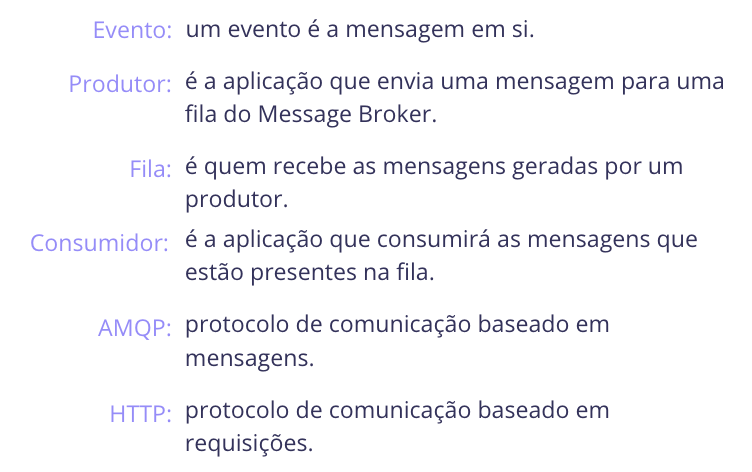 Evento: um evento é a mensagem em si.
Produtor: é a aplicação que envia uma mensagem para uma
fila do Message Broker.
Fila: é quem recebe as mensagens geradas por um
produtor.
Consumidor: é a aplicação que consumirá as mensagens que
estão presentes na fila.
AMQP: protocolo de comunicação baseado em
mensagens.
HTTP: protocolo de comunicação baseado em
requisições.